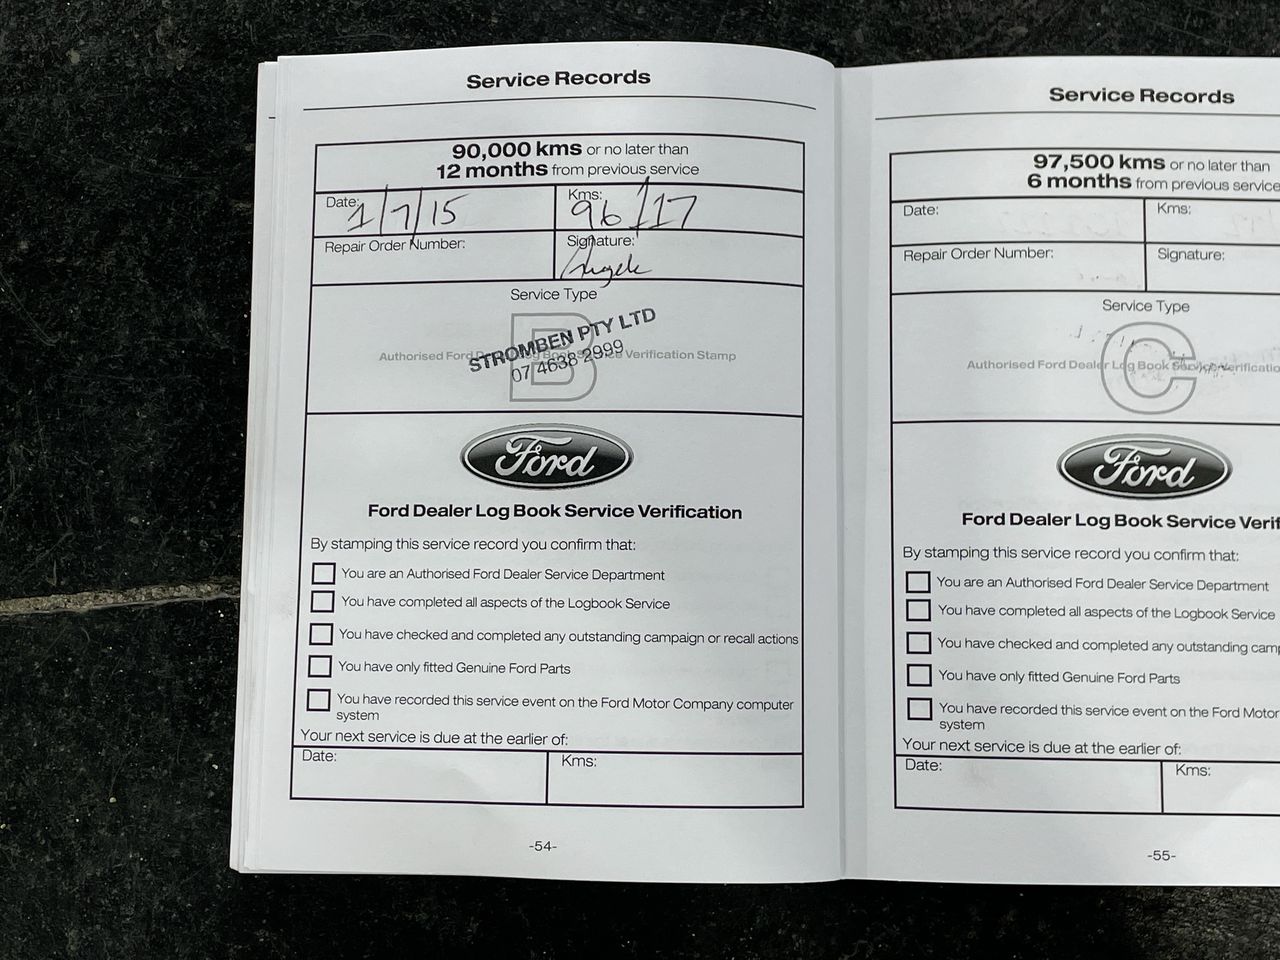 Service Records
90,000 kms or no later than
12 months from previous service
Date: 1/7/15
Kms: 96117
Repair Order Number:
Signature:
Service Type
B
Authorised Ford Dealer Log Book Service Verification Stamp
STROMBEN PTY LTD
07 4638 2999
Ford
Ford Dealer Log Book Service Verification
By stamping this service record you confirm that:
You are an Authorised Ford Dealer Service Department
You have completed all aspects of the Logbook Service
You have checked and completed any outstanding campaign or recall actions
You have only fitted Genuine Ford Parts
You have recorded this service event on the Ford Motor Company computer
system
Your next service is due at the earlier of:
Date:
Kms:
-54-
Service Records
97,500 kms or no later than
6 months from previous service
Date:
Kms:
Repair Order Number:
Signature:
Service Type
C
Authorised Ford Dealer Log Book Service Verificatio
Ford
Ford Dealer Log Book Service Verif
By stamping this service record you confirm that:
You are an Authorised Ford Dealer Service Department
You have completed all aspects of the Logbook Service
You have checked and completed any outstanding camp
You have only fitted Genuine Ford Parts
You have recorded this service event on the Ford Motor
system
Your next service is due at the earlier of:
Date:
Kms:
-55-